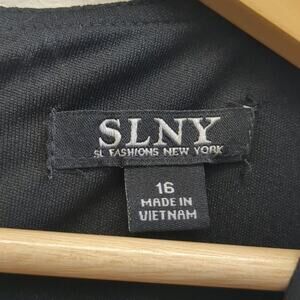 SLNY
SL FASHIONS NEW YORK
16
MADE IN
VIETNAM